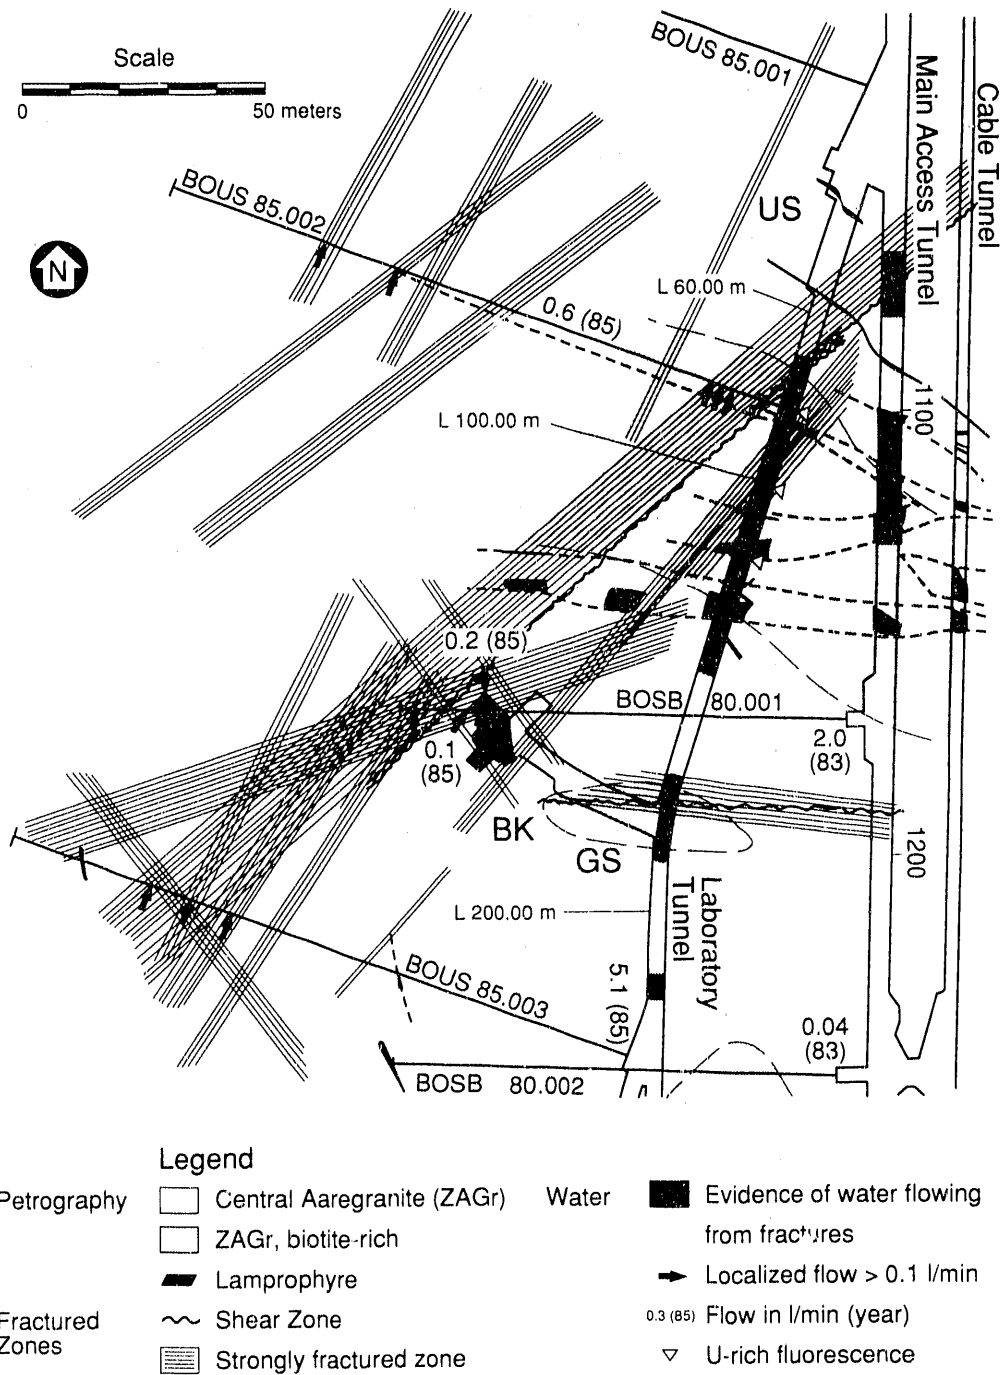 Scale
0 50 meters
N
BOUS 85.001
BOUS 85.002
Main Access Tunnel
Cable Tunnel
US
L 60.00 m
0.6 (85)
1100
L 100.00 m
0.2 (85)
BOSB 80.001
0.1
(85)
2.0
(83)
BK
GS
1200
L 200.00 m
Laboratory
Tunnel
BOUS 85.003
5.1 (85)
0.04
(83)
BOSB 80.002
Legend
Petrography
Central Aaregranite (ZAGr)
ZAGr, biotite-rich
Lamprophyre
Fractured
Zones
Shear Zone
Strongly fractured zone
Water
Evidence of water flowing
from fractures
Localized flow > 0.1 l/min
0.3 (85) Flow in l/min (year)
U-rich fluorescence